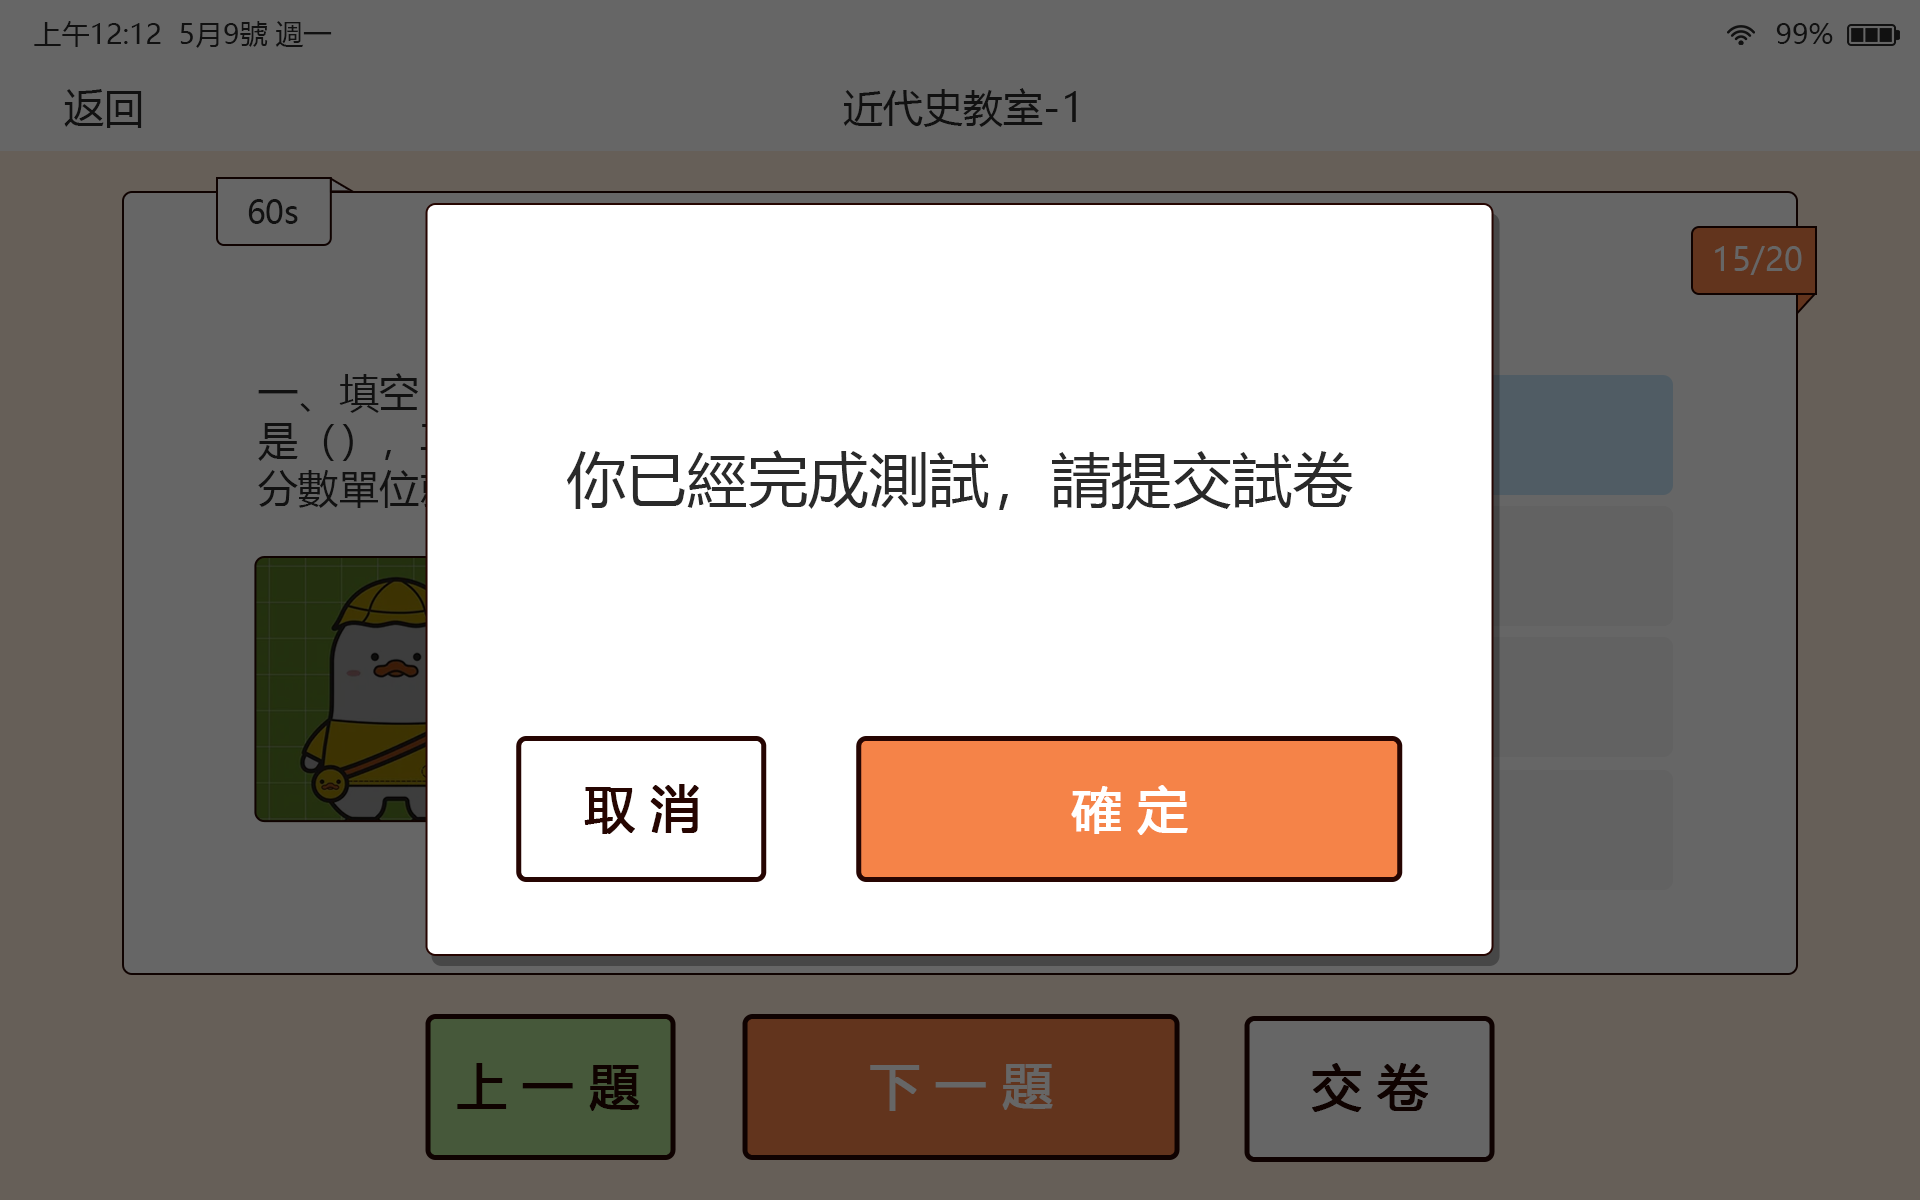 上午12:12 5月9號 週一
99%
返回
近代史教室-1
60s
15/20
一、填空
是（），
分數單位
你已經完成測試，請提交試卷
取消
確定
上一題
下一題
交卷